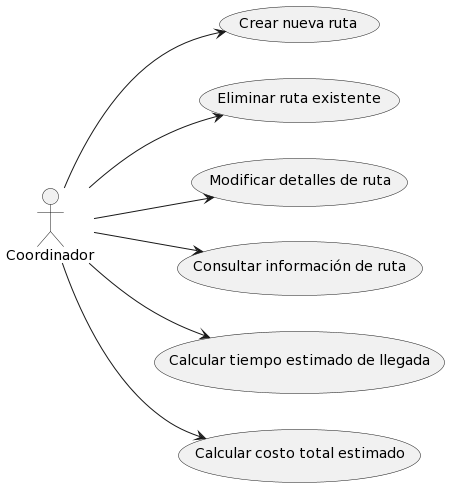 Crear nueva ruta
Eliminar ruta existente
Modificar detalles de ruta
Coordinador
Consultar información de ruta
Calcular tiempo estimado de llegada
Calcular costo total estimado